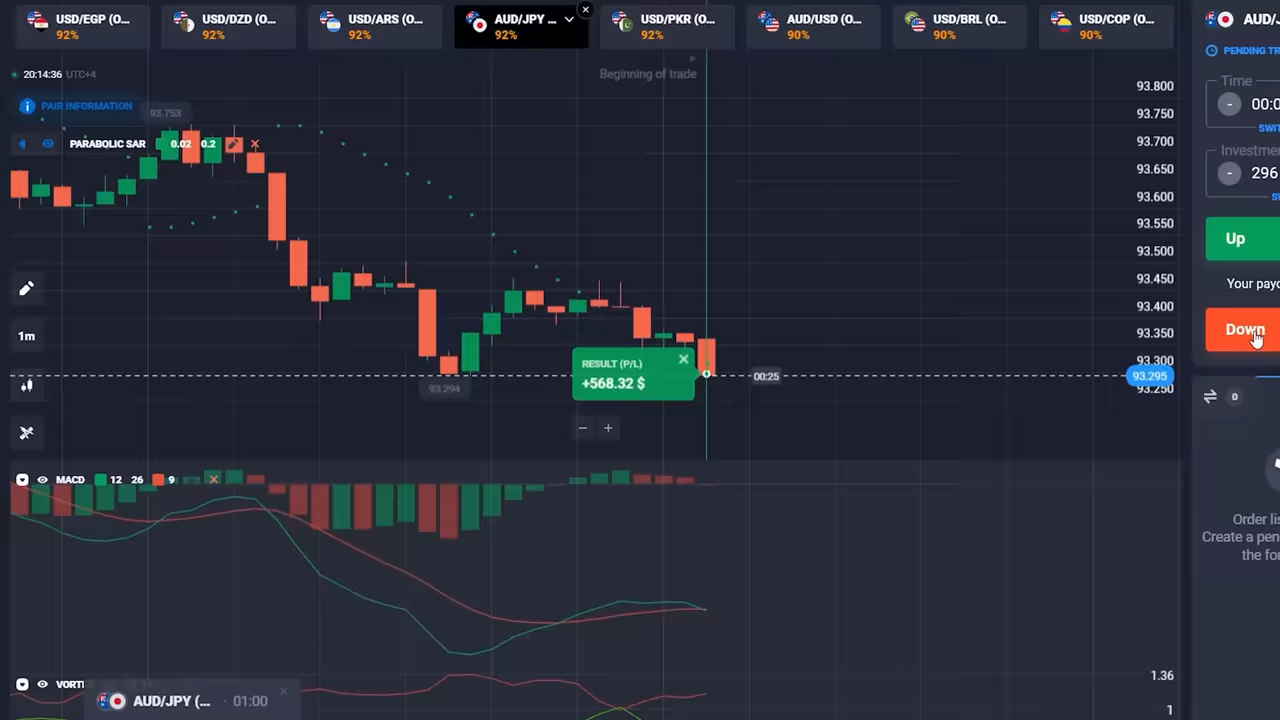 USD/EGP (O...
92%
USD/DZD (O...
92%
USD/ARS (O...
92%
AUD/JPY ...
92%
USD/PKR (O...
92%
AUD/USD (O...
90%
USD/BRL (O...
90%
USD/COP (O...
90%
AUD/
20:14:36 UTC+4
Beginning of trade
PENDING TR
PAIR INFORMATION
93.753
PARABOLIC SAR 0.02 0.2
93.800
93.750
93.700
93.650
93.600
93.550
93.500
93.450
93.400
93.350
93.300
93.295
93.250
Time
- 00:0
SWIT
Investmen
- 296
Up
Your payo
Down
1m
RESULT (P/L)
+568.32 $
00:25
93.294
− +
0
MACD 12 26 9
Order lis
Create a pen
the for
VORT
AUD/JPY (... · 01:00
1.36
1